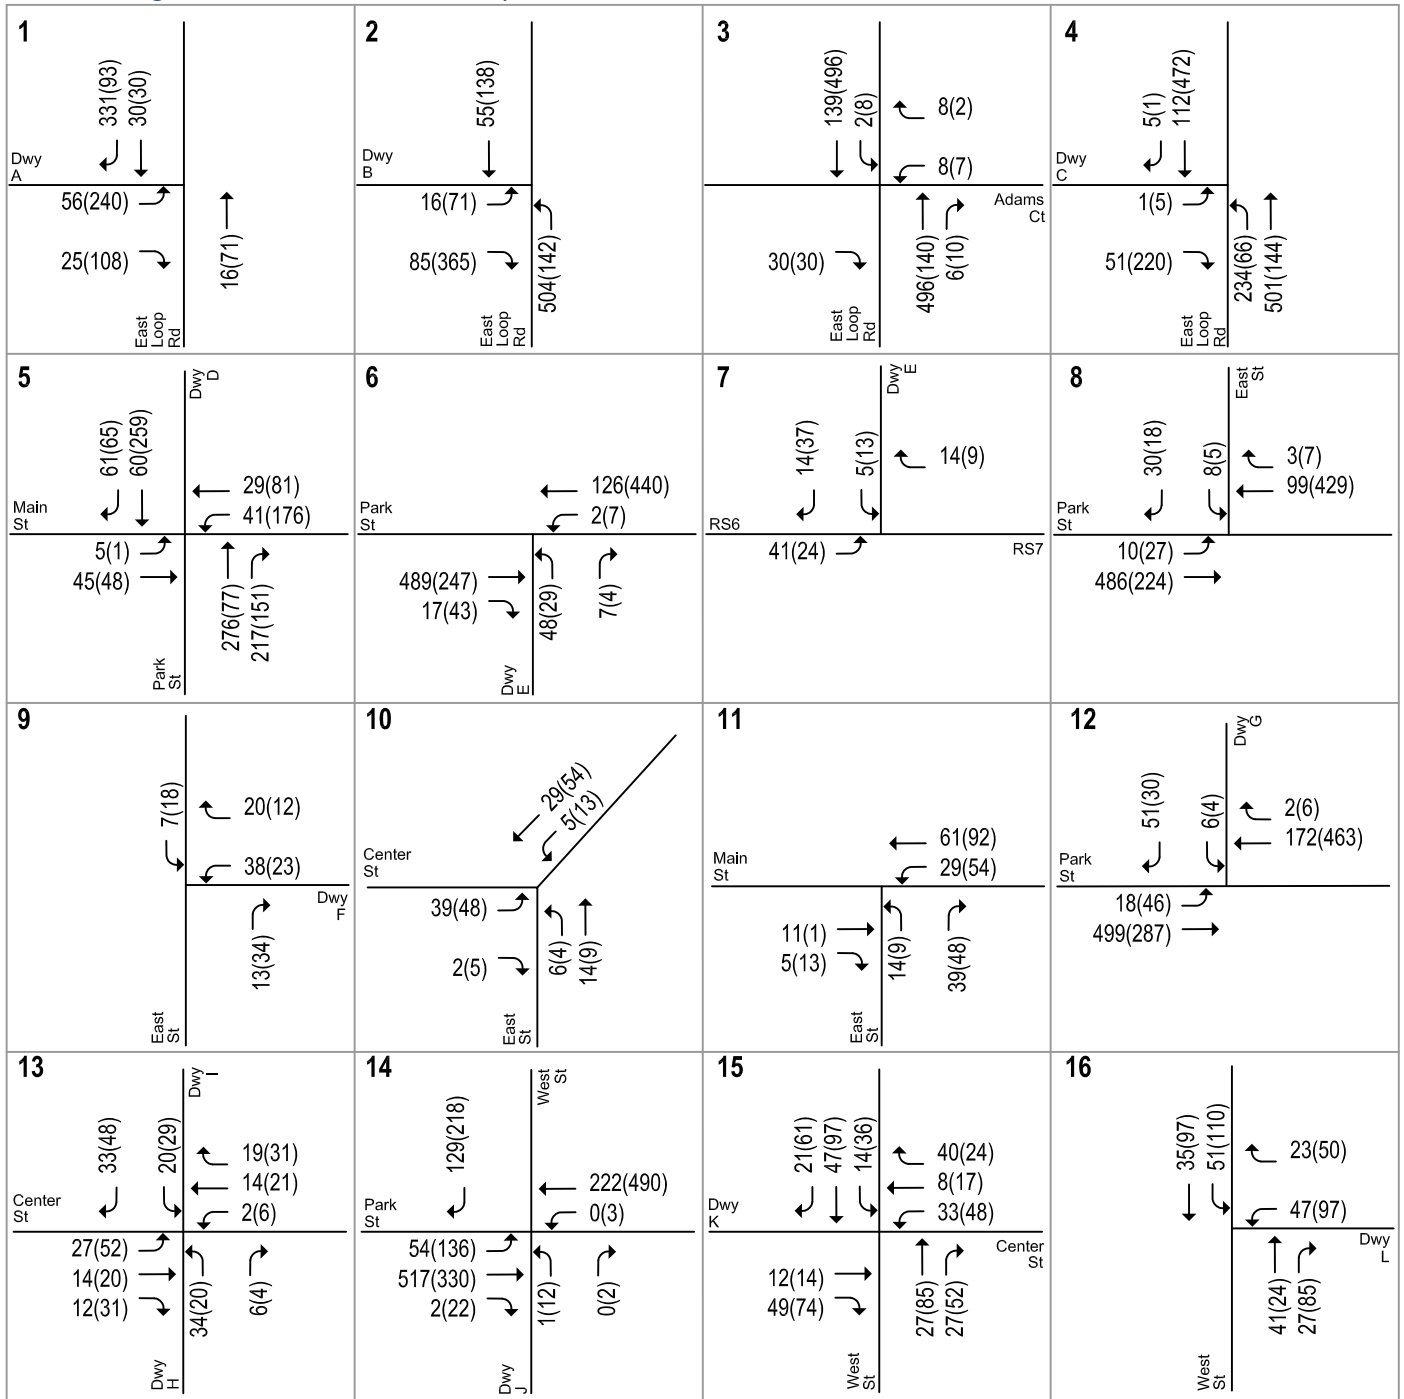 1
331(93)
30(30)
Dwy
A
56(240)
25(108)
16(71)
East
Loop
Rd
2
55(138)
Dwy
B
16(71)
85(365)
504(142)
East
Loop
Rd
3
139(496)
2(8)
8(2)
8(7)
Adams
Ct
30(30)
496(140)
6(10)
East
Loop
Rd
4
5(1)
112(472)
Dwy
C
1(5)
51(220)
234(66)
501(144)
East
Loop
Rd
5
Dwy
D
61(65)
60(259)
29(81)
41(176)
Main
St
5(1)
45(48)
276(77)
217(151)
Park
St
6
126(440)
2(7)
Park
St
489(247)
17(43)
48(29)
7(4)
Dwy
E
7
Dwy
E
14(37)
5(13)
14(9)
RS6
41(24)
RS7
8
East
St
30(18)
8(5)
3(7)
99(429)
Park
St
10(27)
486(224)
9
7(18)
20(12)
38(23)
Dwy
F
13(34)
East
St
10
29(54)
5(13)
Center
St
39(48)
2(5)
6(4)
14(9)
East
St
11
61(92)
29(54)
Main
St
11(1)
5(13)
14(9)
39(48)
East
St
12
Dwy
G
51(30)
6(4)
2(6)
172(463)
Park
St
18(46)
499(287)
13
Dwy
I
33(48)
20(29)
19(31)
14(21)
2(6)
Center
St
27(52)
14(20)
12(31)
34(20)
6(4)
Dwy
H
14
West
St
129(218)
222(490)
0(3)
Park
St
54(136)
517(330)
2(22)
1(12)
0(2)
Dwy
J
15
21(61)
47(97)
14(36)
40(24)
8(17)
33(48)
Dwy
K
Center
St
12(14)
49(74)
27(85)
27(52)
West
St
16
35(97)
51(110)
23(50)
47(97)
Dwy
L
41(24)
27(85)
West
St